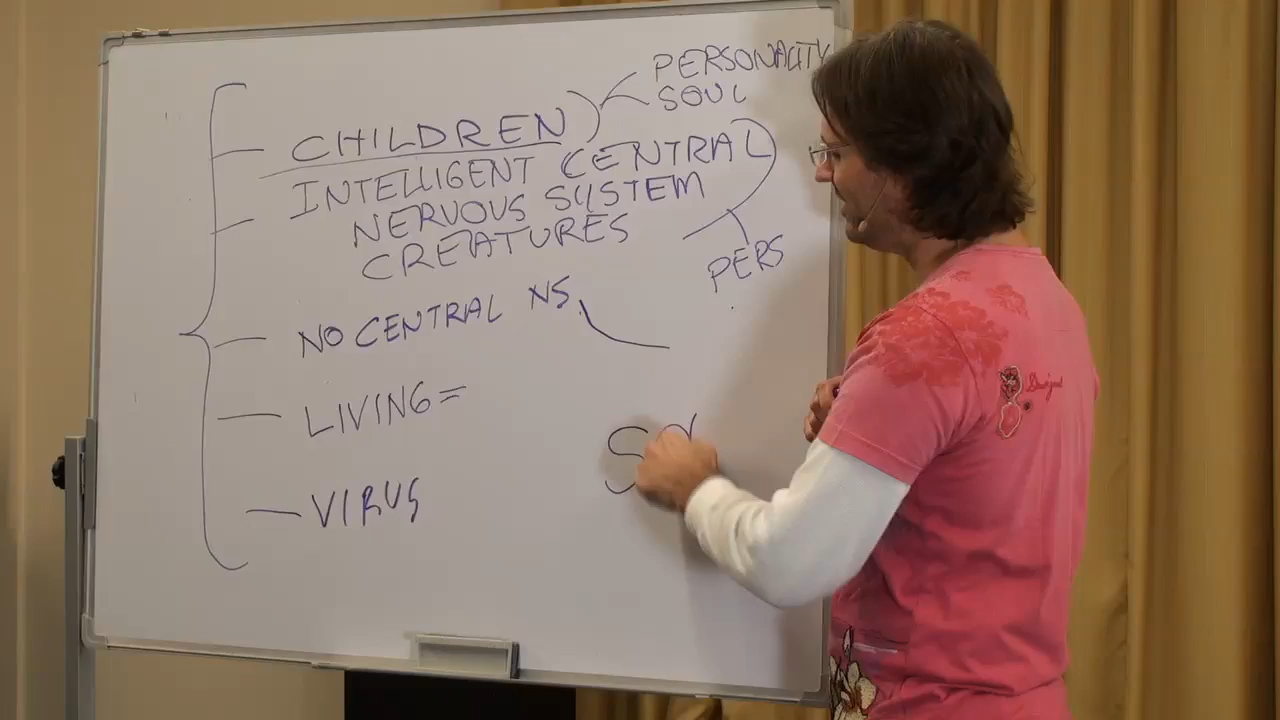 PERSONALITY
SOUL
CHILDREN
INTELLIGENT CENTRAL
NERVOUS SYSTEM
CREATURES
PERS
NO CENTRAL NS
LIVING=
VIRUS